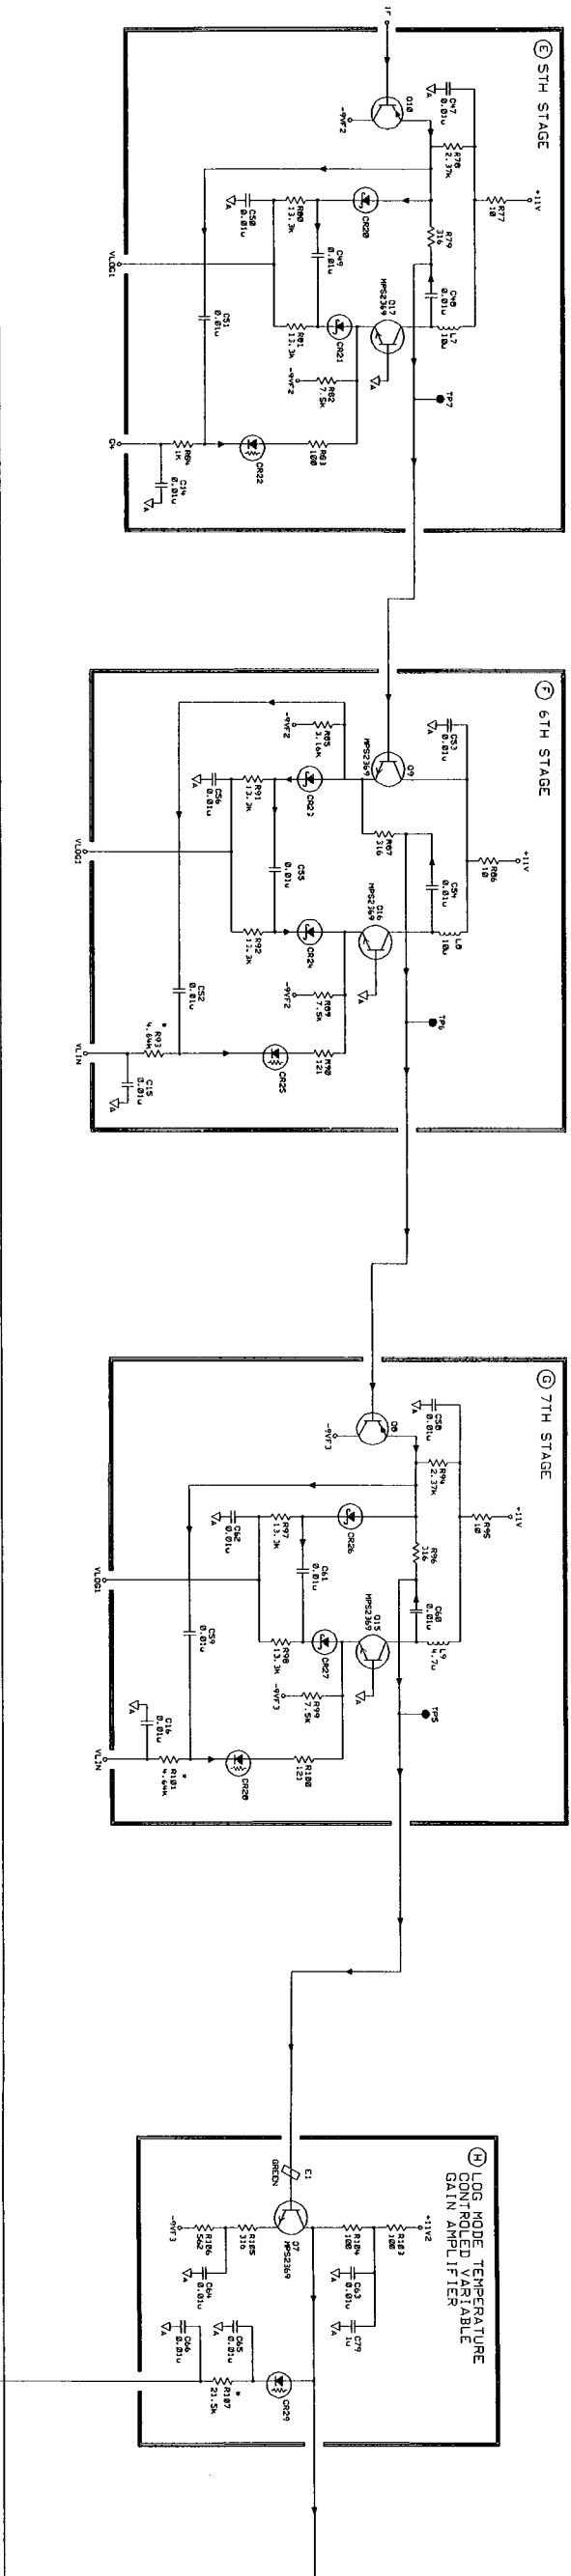 E 5TH STAGE
IF
C47
0.01u
A
Q10
-9VF2
R78
2.37K
+11V
R77
10
R79
316
C48
0.01u
L7
10u
Q17
MPS2369
A
TP7
CR20
R80
13.3K
C50
0.01u
A
C49
0.01u
CR21
R81
13.3K
R82
7.5K
-9VF2
VLOG1
C51
0.01u
R83
100
CR22
R84
1K
G4
C14
0.01u
A
F 6TH STAGE
C53
0.01u
A
Q9
MPS2369
+11V
R86
10
R85
3.16K
-9VF2
R87
316
C54
0.01u
L8
10u
Q16
MPS2369
A
TP6
CR23
R91
13.3K
C56
0.01u
A
C55
0.01u
CR24
R92
13.3K
R89
7.5K
-9VF2
VLOG1
C52
0.01u
R90
121
CR25
R93 *
4.64K
VLIN
C15
0.01u
A
G 7TH STAGE
C58
0.01u
A
Q8
-9VF3
R94
2.37K
+11V
R95
10
R96
316
C60
0.01u
L9
4.7u
Q15
MPS2369
A
TP5
CR26
R97
13.3K
C62
0.01u
A
C61
0.01u
CR27
R98
13.3K
R99
7.5K
-9VF3
VLOG1
C59
0.01u
R100
121
CR28
R101 *
4.64K
VLIN
C16
0.01u
A
H LOG MODE TEMPERATURE
CONTROLED VARIABLE
GAIN AMPLIFIER
E1
GREEN
Q7
MPS2369
+11V2
R103
100
R104
100
C63
0.01u
A
C79
1u
A
R105
316
R106
562
-9VF3
C64
0.01u
A
C65
0.01u
A
C66
0.01u
A
CR29
R107 *
21.5K